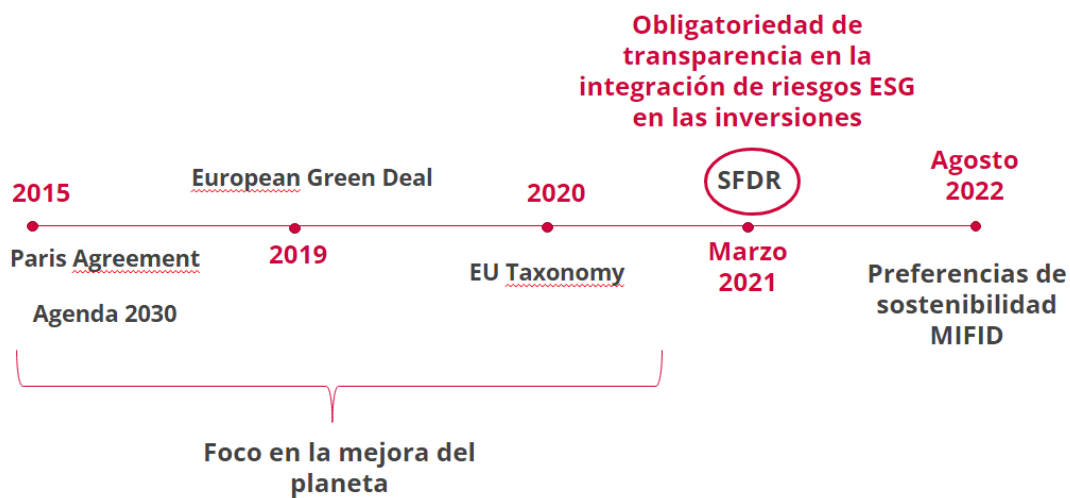 Obligatoriedad de
transparencia en la
integración de riesgos ESG
en las inversiones
2015
European Green Deal
2020
SFDR
Agosto
2022
Paris Agreement
2019
EU Taxonomy
Marzo
2021
Preferencias de
sostenibilidad
MIFID
Agenda 2030
Foco en la mejora del
planeta